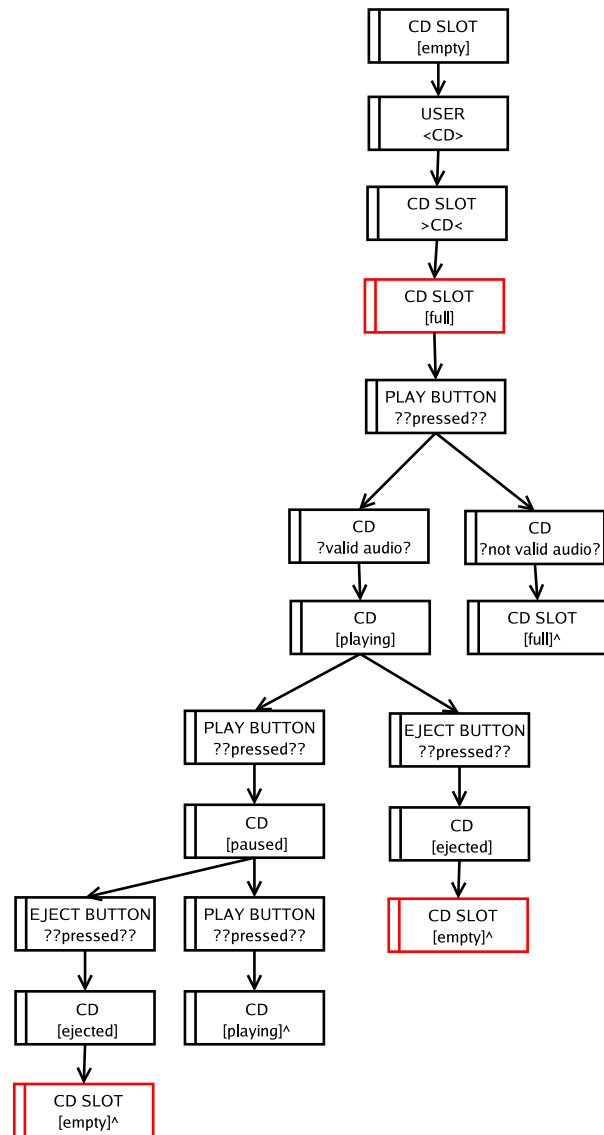 CD SLOT
[empty]
USER
<CD>
CD SLOT
>CD<
CD SLOT
[full]
PLAY BUTTON
??pressed??
CD
?valid audio?
CD
?not valid audio?
CD
[playing]
CD SLOT
[full]^
PLAY BUTTON
??pressed??
EJECT BUTTON
??pressed??
CD
[paused]
CD
[ejected]
EJECT BUTTON
??pressed??
PLAY BUTTON
??pressed??
CD SLOT
[empty]^
CD
[ejected]
CD
[playing]^
CD SLOT
[empty]^